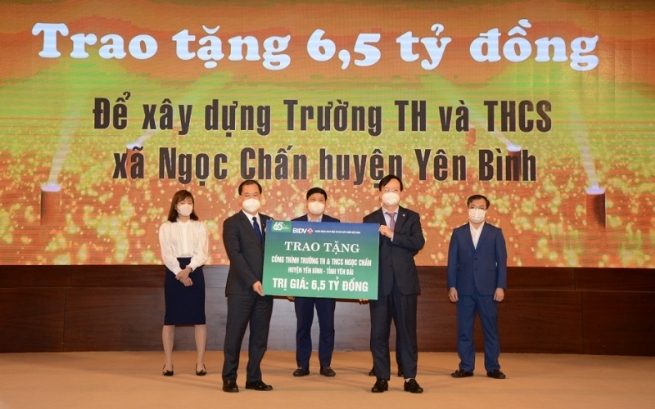 Trao tặng 6,5 tỷ đồng
Để xây dựng Trường TH và THCS
xã Ngọc Chấn huyện Yên Bình
65 BIDV
TRAO TẶNG
CÔNG TRÌNH TRƯỜNG TH & THCS NGỌC CHẤN
HUYỆN YÊN BÌNH - TỈNH YÊN BÁI
TRỊ GIÁ: 6,5 TỶ ĐỒNG